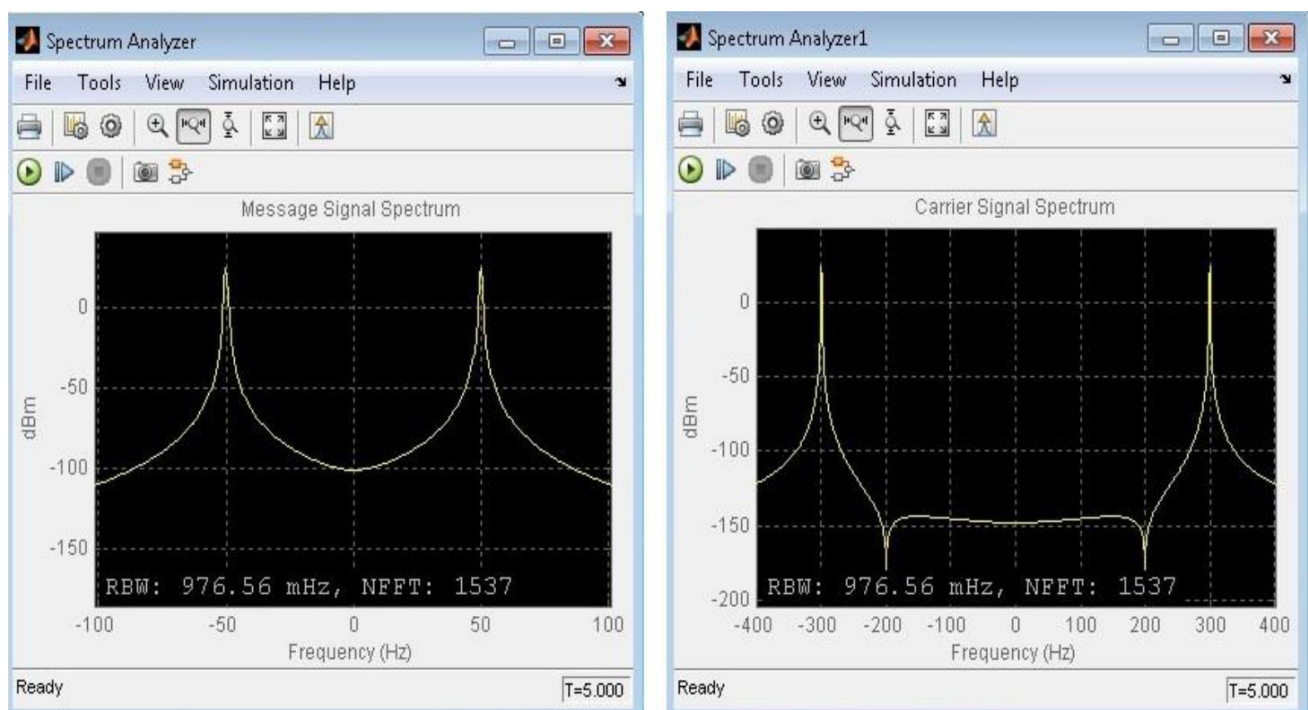 Spectrum Analyzer
File Tools View Simulation Help
Message Signal Spectrum
dBm
0
-50
-100
-150
RBW: 976.56 mHz, NFFT: 1537
-100 -50 0 50 100
Frequency (Hz)
Ready T=5.000
Spectrum Analyzer1
File Tools View Simulation Help
Carrier Signal Spectrum
dBm
0
-50
-100
-150
-200
RBW: 976.56 mHz, NFFT: 1537
-400 -300 -200 -100 0 100 200 300 400
Frequency (Hz)
Ready T=5.000